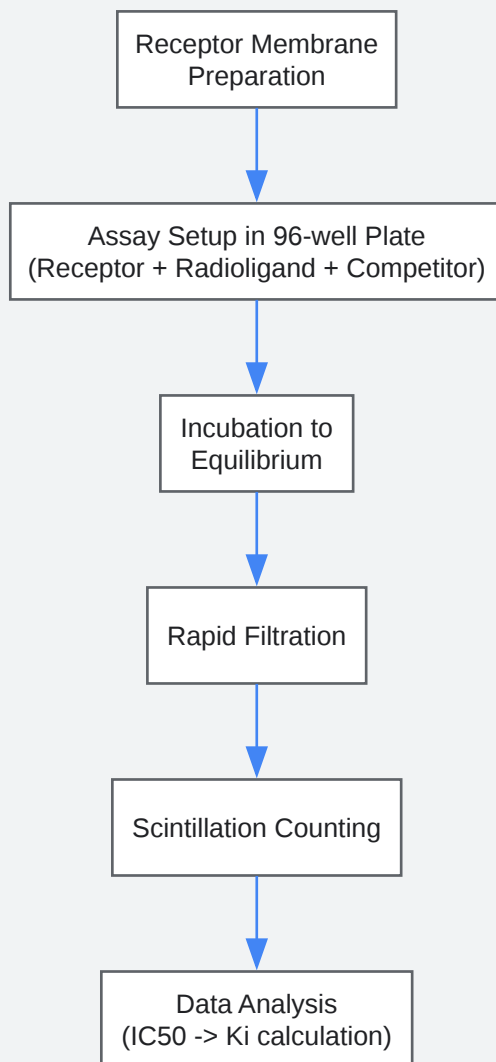 Receptor Membrane
Preparation
Assay Setup in 96-well Plate
(Receptor + Radioligand + Competitor)
Incubation to
Equilibrium
Rapid Filtration
Scintillation Counting
Data Analysis
(IC50 -> Ki calculation)